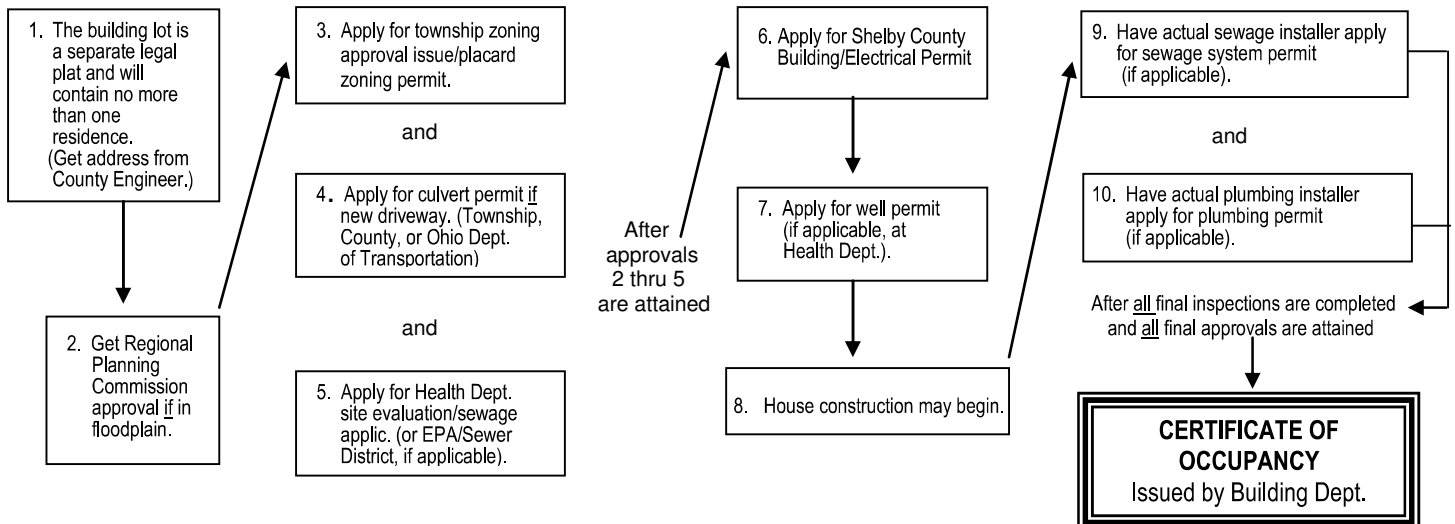 1. The building lot is
a separate legal
plat and will
contain no more
than one
residence.
(Get address from
County Engineer.)
2. Get Regional
Planning
Commission
approval if in
floodplain.
3. Apply for township zoning
approval issue/placard
zoning permit.
and
4. Apply for culvert permit if
new driveway. (Township,
County, or Ohio Dept.
of Transportation)
and
5. Apply for Health Dept.
site evaluation/sewage
applic. (or EPA/Sewer
District, if applicable).
After
approvals
2 thru 5
are attained
6. Apply for Shelby County
Building/Electrical Permit
7. Apply for well permit
(if applicable, at
Health Dept.).
8. House construction may begin.
9. Have actual sewage installer apply
for sewage system permit
(if applicable).
and
10. Have actual plumbing installer
apply for plumbing permit
(if applicable).
After all final inspections are completed
and all final approvals are attained
CERTIFICATE OF
OCCUPANCY
Issued by Building Dept.